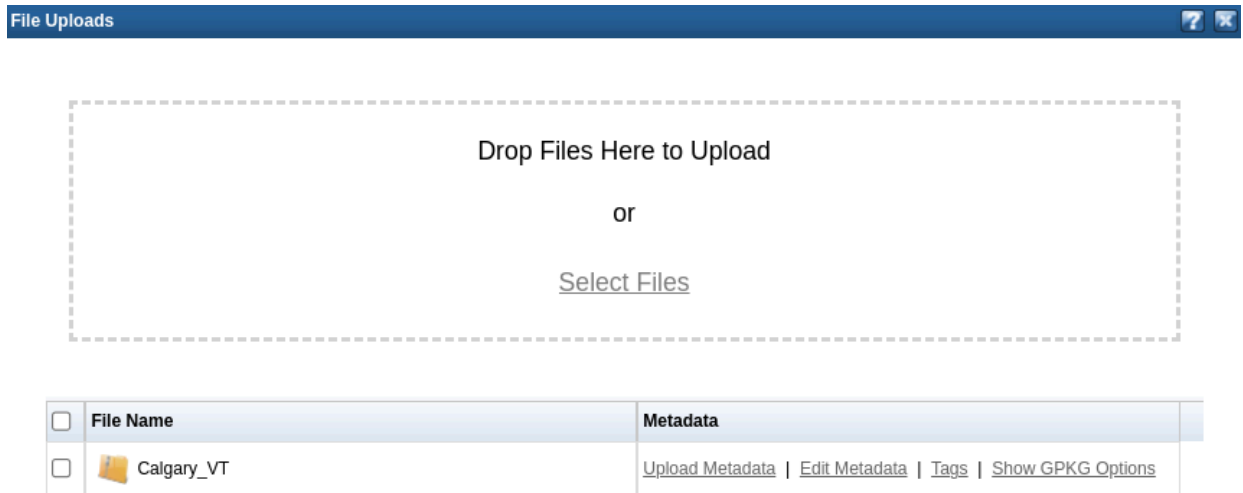 File Uploads
Drop Files Here to Upload
or
Select Files
File Name Metadata
Calgary_VT Upload Metadata | Edit Metadata | Tags | Show GPKG Options